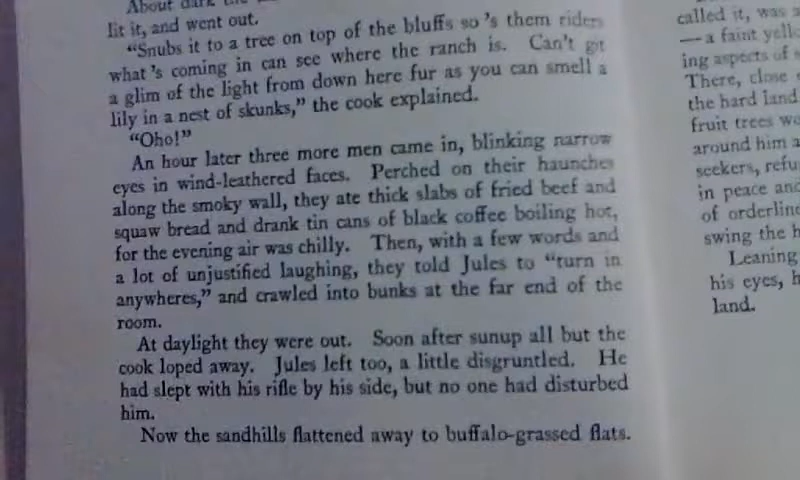 About dark the
lit it, and went out.
“Snubs it to a tree on top of the bluffs so 's them riders
what 's coming in can see where the ranch is. Can't get
a glim of the light from down here fur as you can smell a
lily in a nest of skunks,” the cook explained.
“Oho!”
An hour later three more men came in, blinking narrow
eyes in wind-leathered faces. Perched on their haunches
along the smoky wall, they ate thick slabs of fried beef and
squaw bread and drank tin cans of black coffee boiling hot,
for the evening air was chilly. Then, with a few words and
a lot of unjustified laughing, they told Jules to “turn in
anywheres,” and crawled into bunks at the far end of the
room.
At daylight they were out. Soon after sunup all but the
cook loped away. Jules left too, a little disgruntled. He
had slept with his rifle by his side, but no one had disturbed
him.
Now the sandhills flattened away to buffalo-grassed flats.
called it, was a
— a faint
ing aspects of
There, close
the hard land
fruit trees
around him
seekers,
in peace and
of
swing the
Leaning
his eyes,
land.